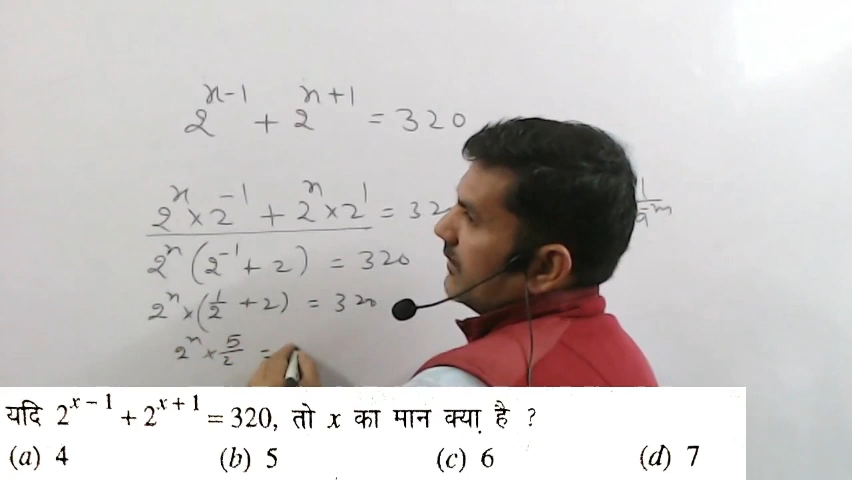 2^{x-1} + 2^{x+1} = 320
2^x × 2^{-1} + 2^x × 2^1 = 32
2^x (2^{-1} + 2) = 320
2^x × (1/2 + 2) = 320
2^x × 5/2 =
यदि 2^{x-1} + 2^{x+1} = 320, तो x का मान क्या है ?
(a) 4 (b) 5 (c) 6 (d) 7